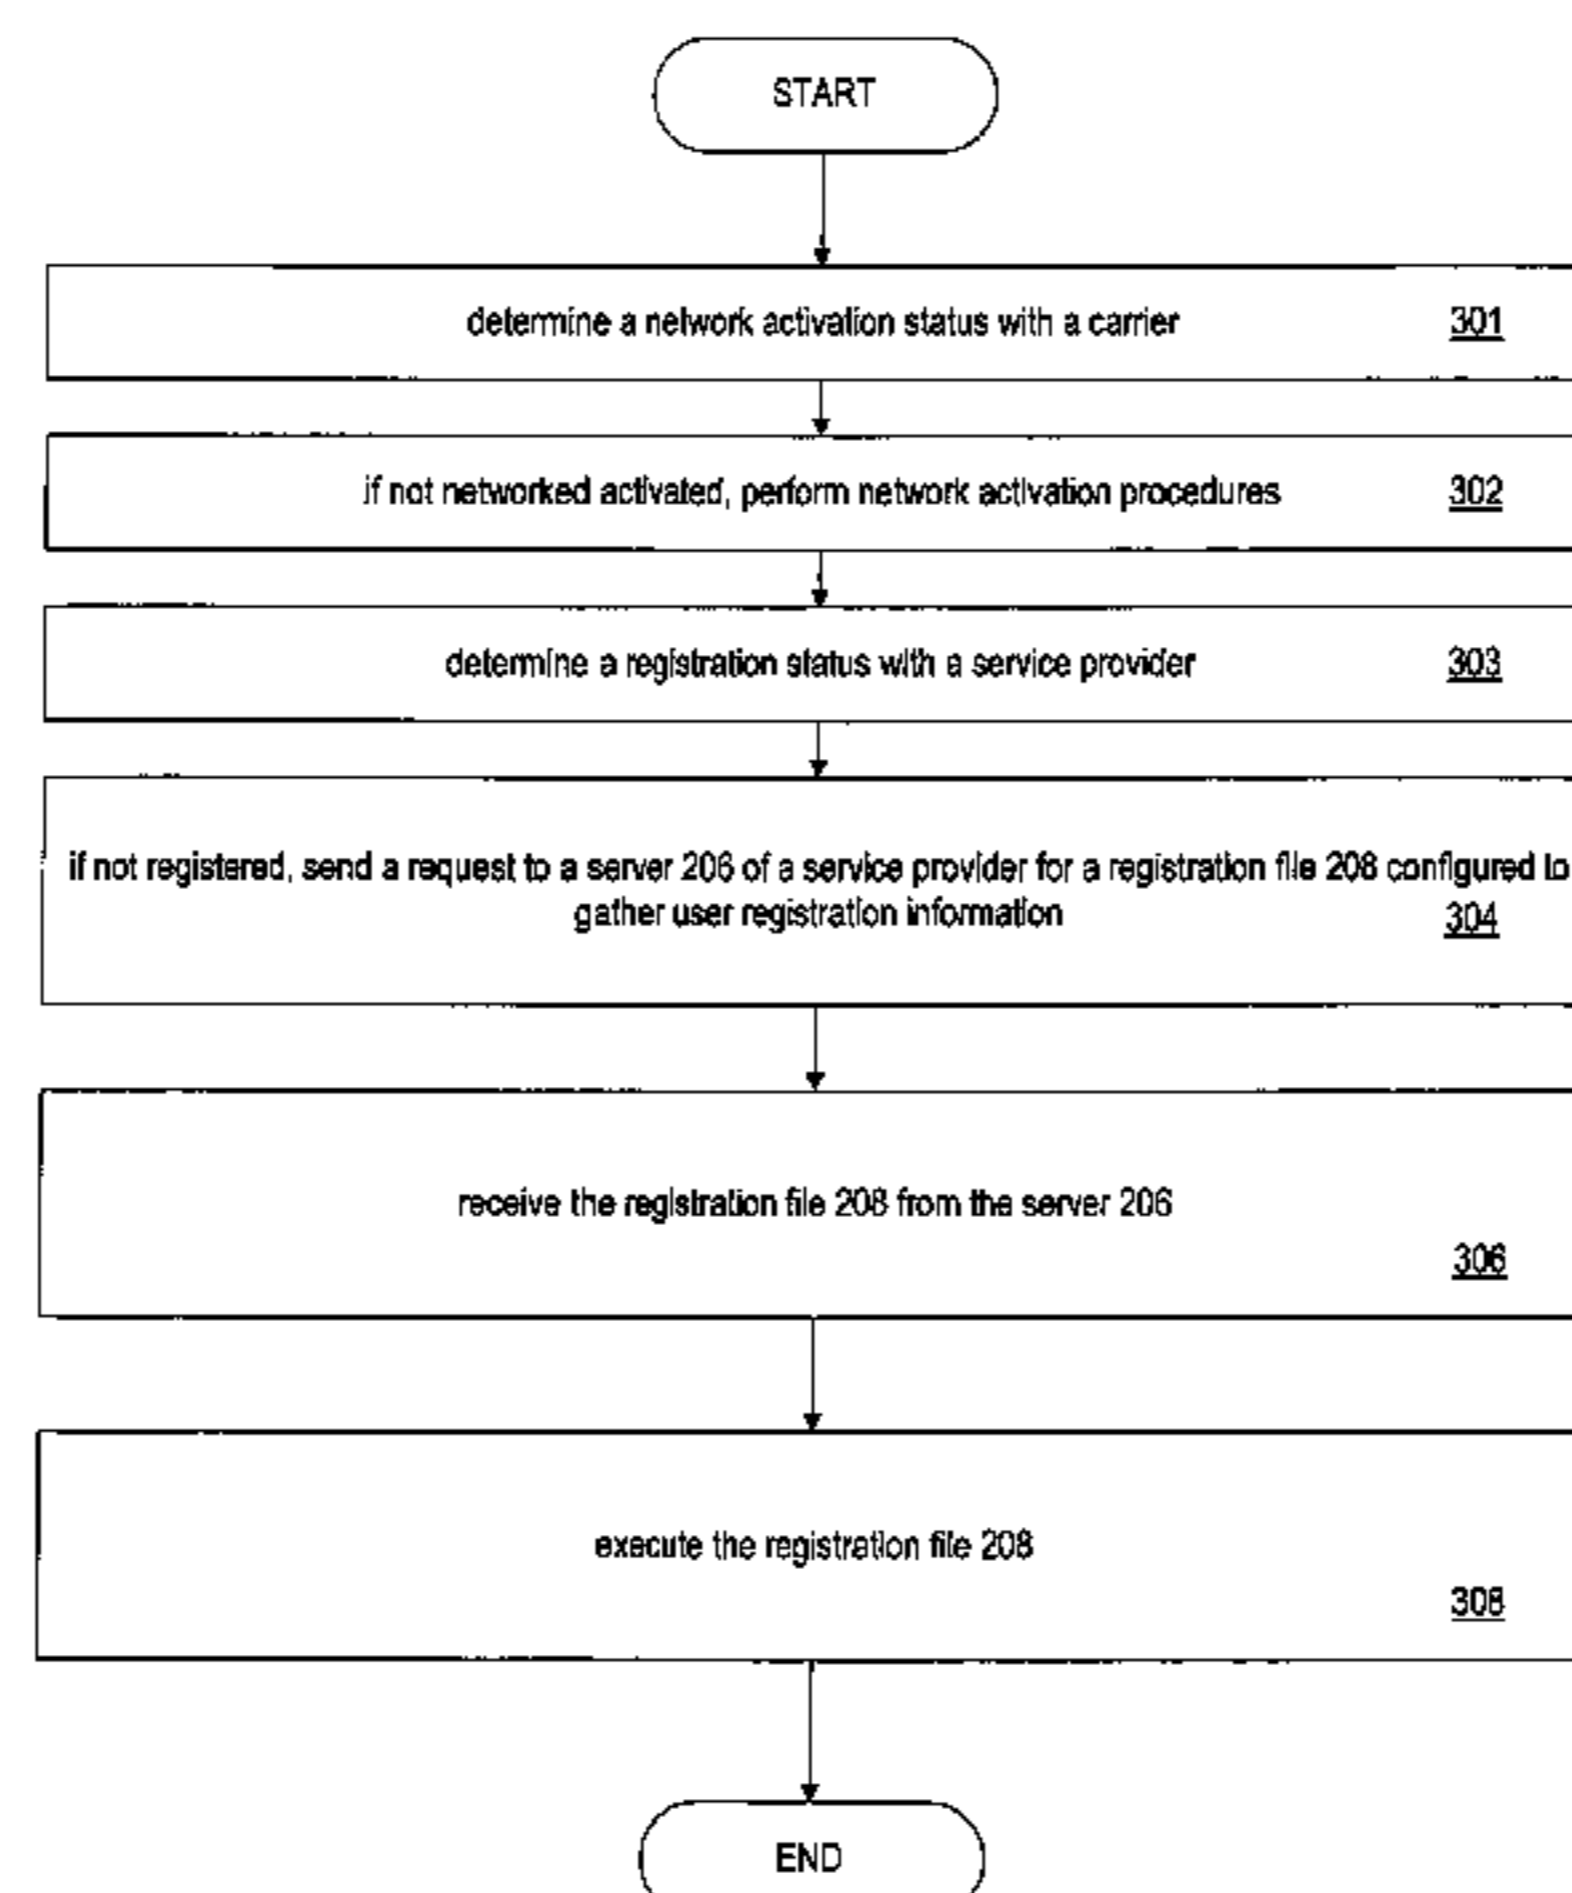 START
determine a network activation status with a carrier 301
if not networked activated, perform network activation procedures 302
determine a registration status with a service provider 303
if not registered, send a request to a server 206 of a service provider for a registration file 208 configured to
gather user registration information 304
receive the registration file 208 from the server 206
306
execute the registration file 208
308
END